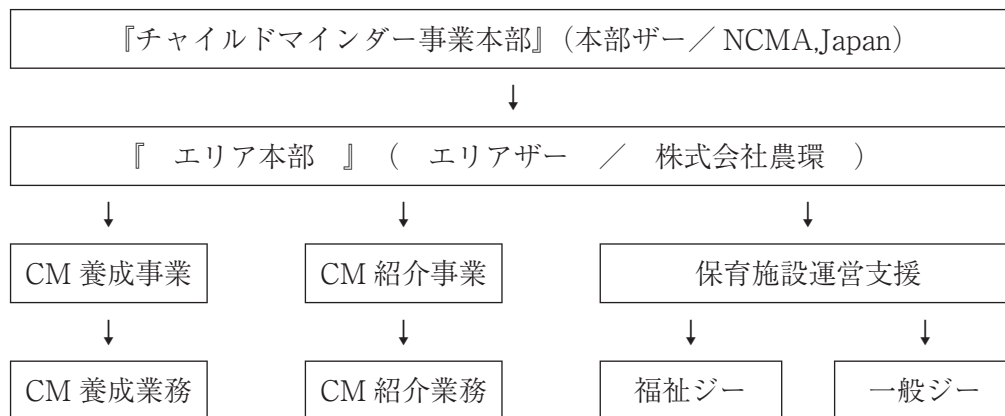 『チャイルドマインダー事業本部』(本部ザー/ NCMA,Japan)
↓
『　エリア本部　』（　エリアザー　／　株式会社農環　）
↓ ↓ ↓
CM 養成事業 CM 紹介事業 保育施設運営支援
↓ ↓ ↓ ↓
CM 養成業務 CM 紹介業務 福祉ジー 一般ジー